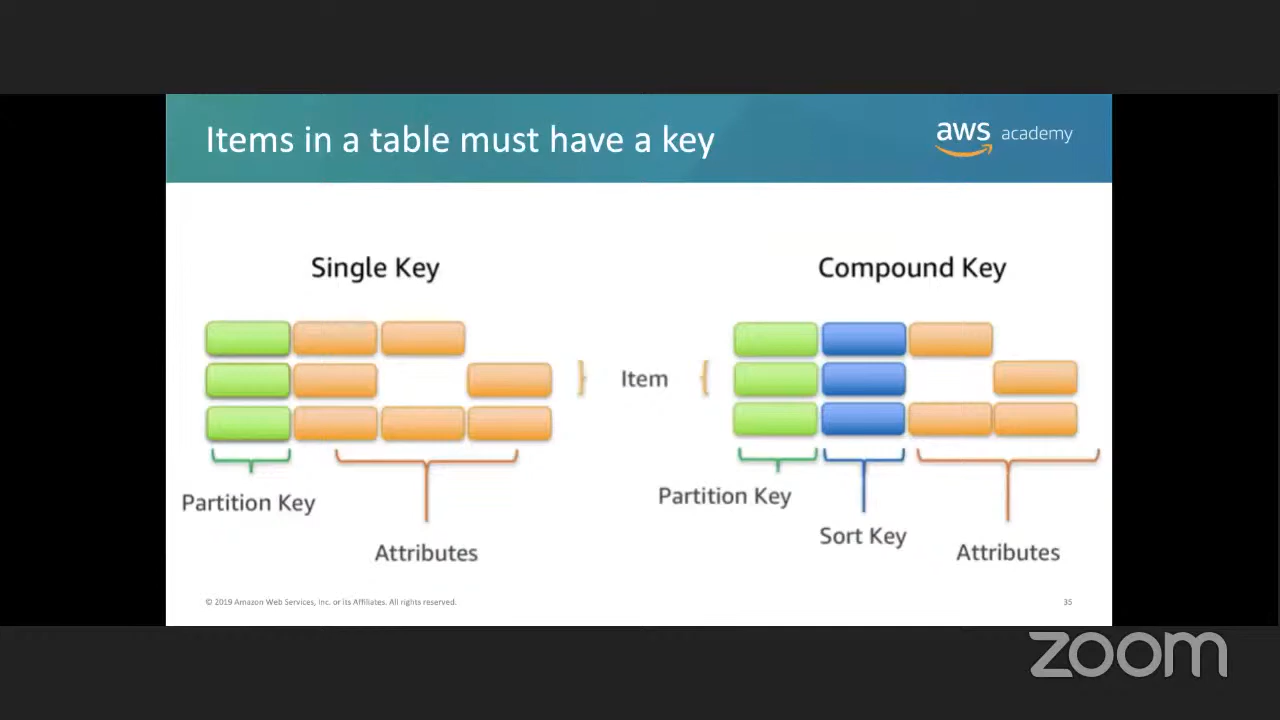 Items in a table must have a key
aws academy
Single Key
Compound Key
Item
Partition Key
Attributes
Partition Key
Sort Key
Attributes
© 2019 Amazon Web Services, Inc. or its Affiliates. All rights reserved.
35
zoom